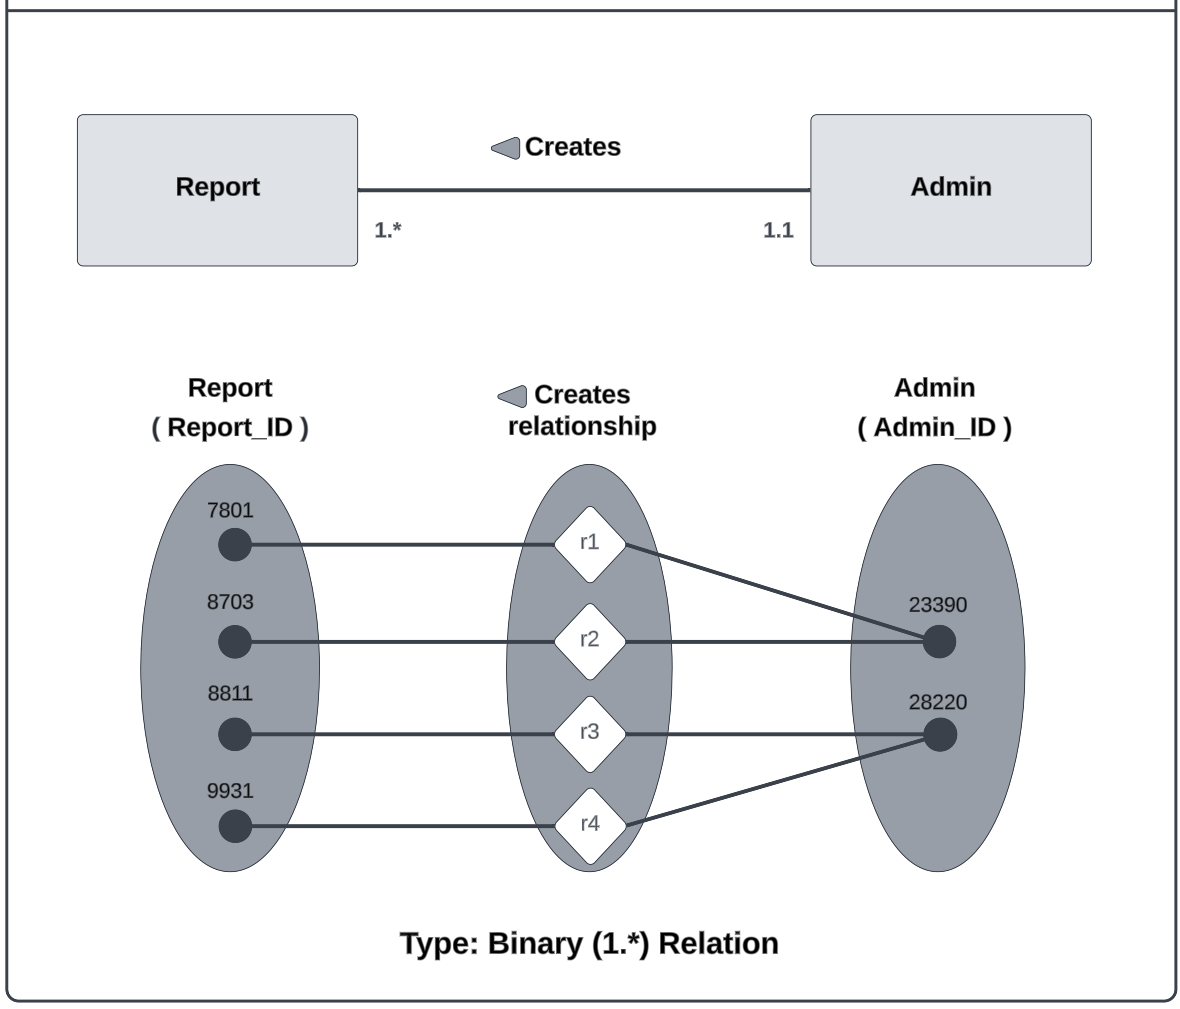 Creates
Report
Admin
1.*
1.1
Report
( Report_ID )
Creates
relationship
Admin
( Admin_ID )
7801
r1
8703
r2
23390
8811
r3
28220
9931
r4
Type: Binary (1.*) Relation